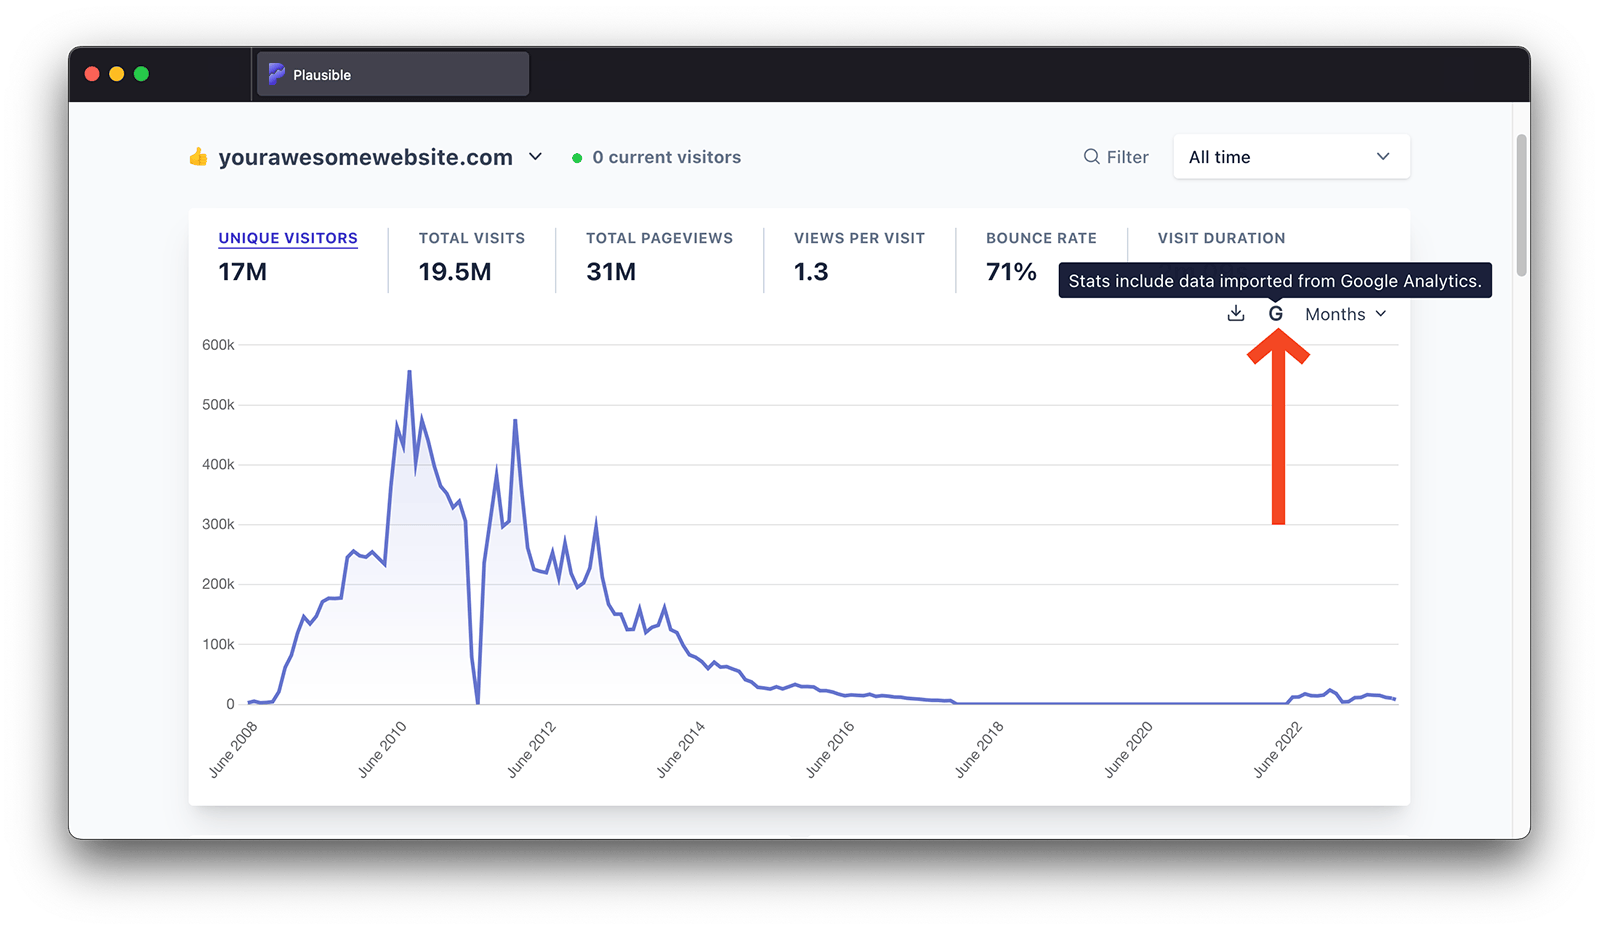 Plausible
👍 yourawesomewebsite.com
0 current visitors
Filter
All time
UNIQUE VISITORS
17M
TOTAL VISITS
19.5M
TOTAL PAGEVIEWS
31M
VIEWS PER VISIT
1.3
BOUNCE RATE
71%
VISIT DURATION
Stats include data imported from Google Analytics.
G
Months
600k
500k
400k
300k
200k
100k
0
June 2008
June 2010
June 2012
June 2014
June 2016
June 2018
June 2020
June 2022